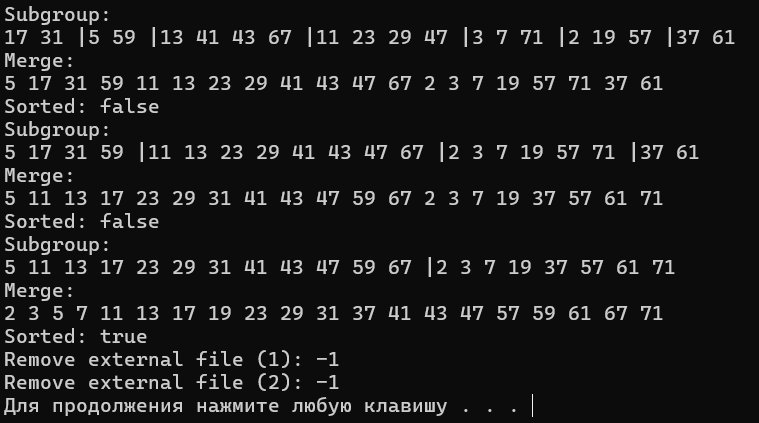 Subgroup:
17 31 |5 59 |13 41 43 67 |11 23 29 47 |3 7 71 |2 19 57 |37 61
Merge:
5 17 31 59 11 13 23 29 41 43 47 67 2 3 7 19 57 71 37 61
Sorted: false
Subgroup:
5 17 31 59 |11 13 23 29 41 43 47 67 |2 3 7 19 57 71 |37 61
Merge:
5 11 13 17 23 29 31 41 43 47 59 67 2 3 7 19 37 57 61 71
Sorted: false
Subgroup:
5 11 13 17 23 29 31 41 43 47 59 67 |2 3 7 19 37 57 61 71
Merge:
2 3 5 7 11 13 17 19 23 29 31 37 41 43 47 57 59 61 67 71
Sorted: true
Remove external file (1): -1
Remove external file (2): -1
Для продолжения нажмите любую клавишу . . .